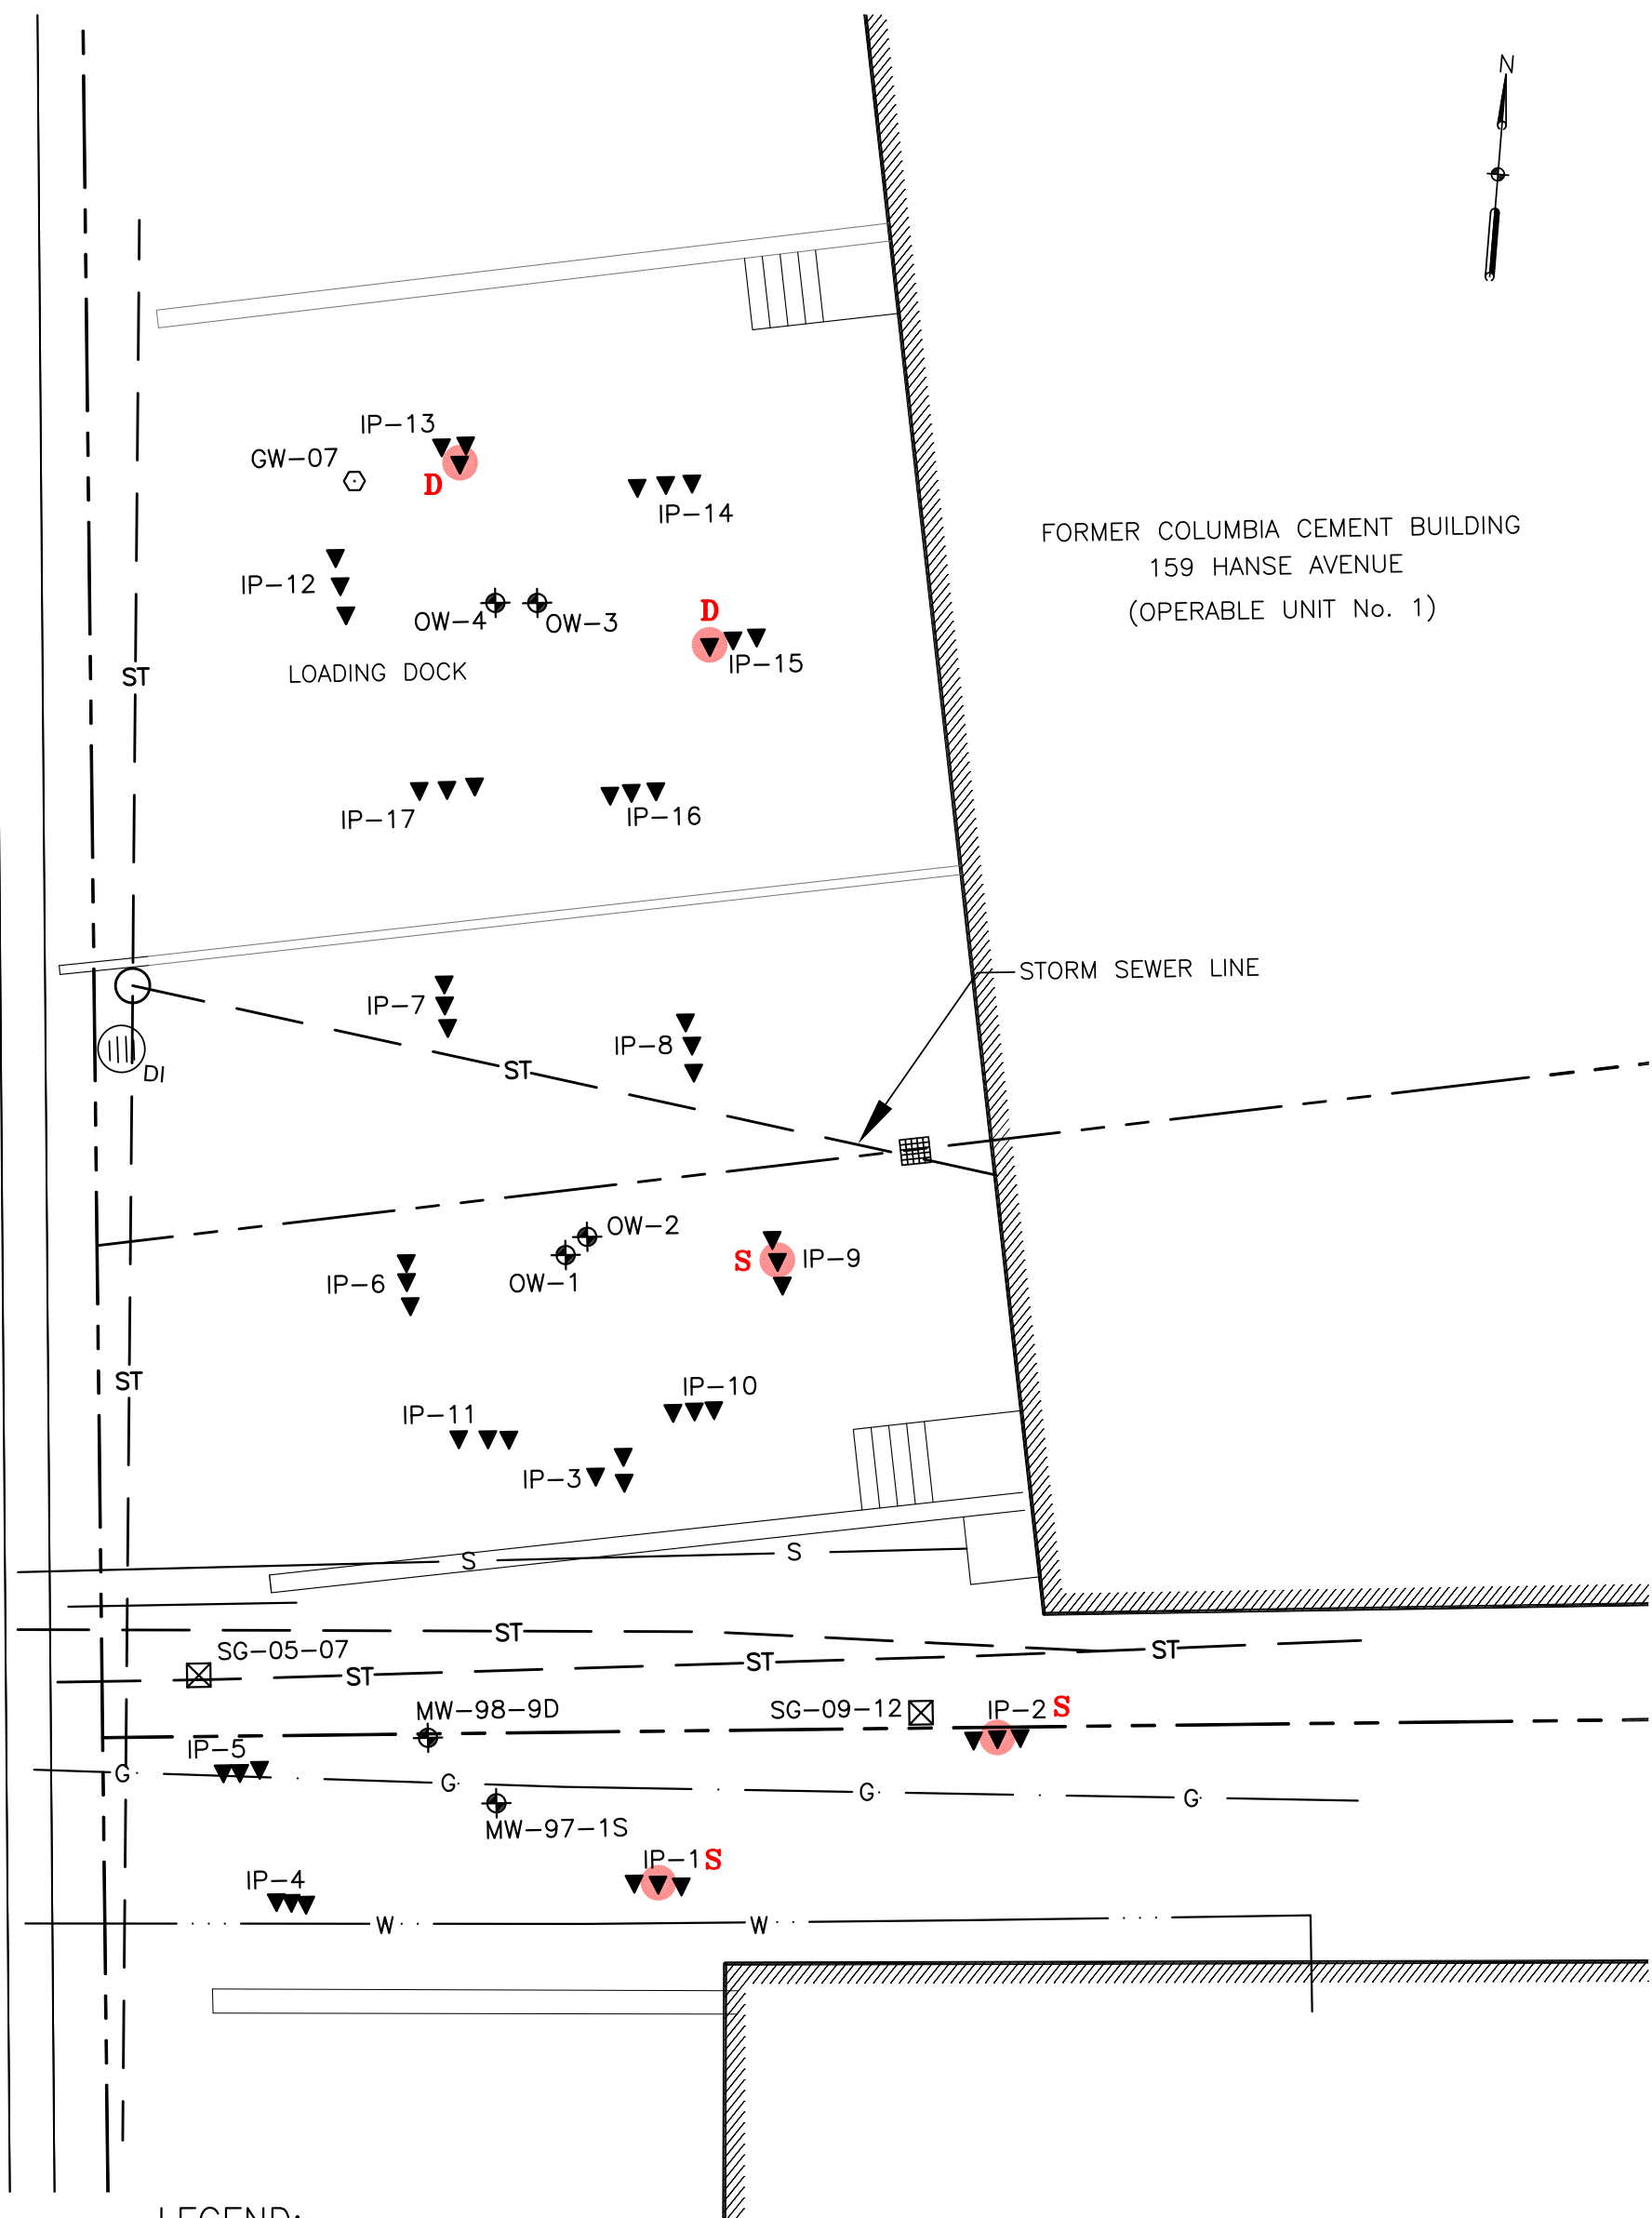 N
IP-13
GW-07
D
IP-14
IP-12
OW-4
OW-3
D
IP-15
LOADING DOCK
ST
FORMER COLUMBIA CEMENT BUILDING
159 HANSE AVENUE
(OPERABLE UNIT No. 1)
IP-17
IP-16
STORM SEWER LINE
IP-7
IP-8
ST
DI
OW-2
OW-1
S
IP-9
IP-6
ST
IP-10
IP-11
IP-3
S
S
ST
SG-05-07
ST
ST
ST
MW-98-9D
SG-09-12
IP-2 S
IP-5
G
G
G
G
MW-97-1S
IP-1 S
IP-4
W
W
LEGEND: